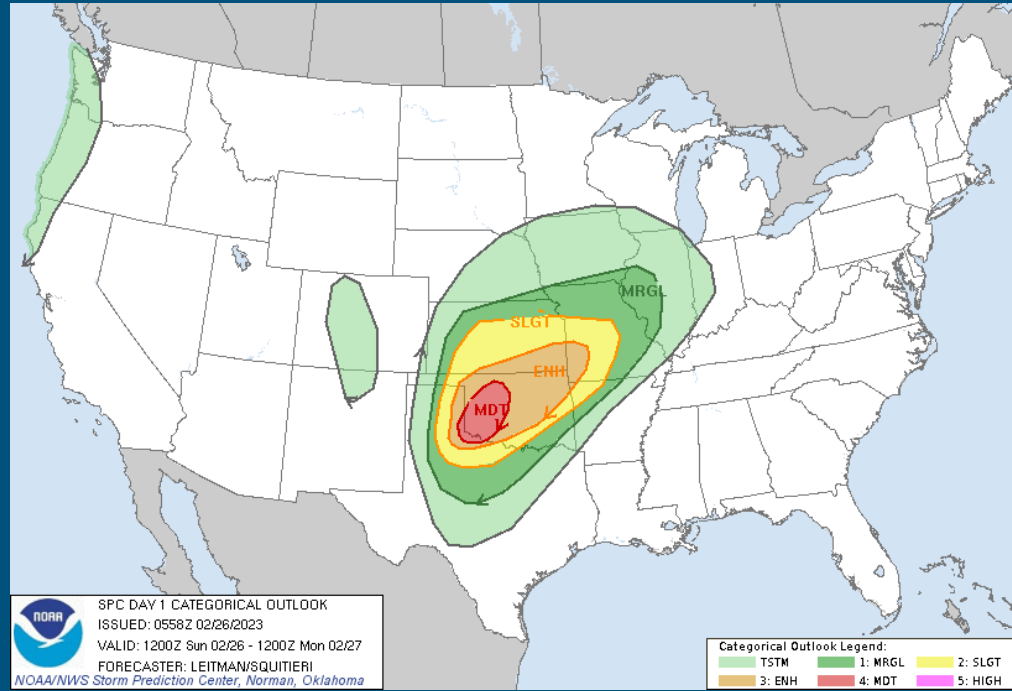 MRGL
SLGT
ENH
MDT
NOAA
SPC DAY 1 CATEGORICAL OUTLOOK
ISSUED: 0558Z 02/26/2023
VALID: 1200Z Sun 02/26 - 1200Z Mon 02/27
FORECASTER: LEITMAN/SQUITIERI
NOAA/NWS Storm Prediction Center, Norman, Oklahoma
Categorical Outlook Legend:
TSTM 1: MRGL 2: SLGT
3: ENH 4: MDT 5: HIGH